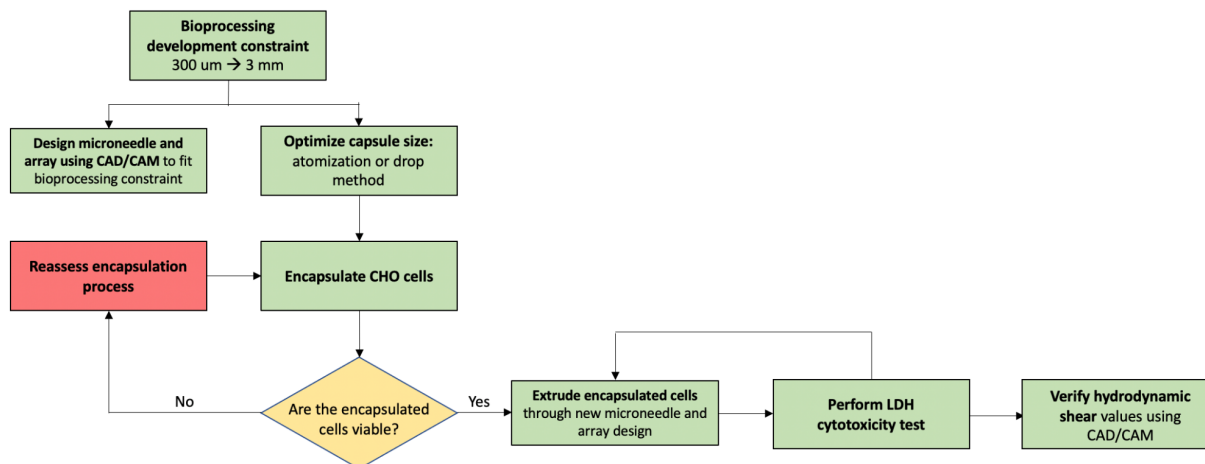 Bioprocessing
development constraint
300 um → 3 mm
Design microneedle and
array using CAD/CAM to fit
bioprocessing constraint
Optimize capsule size:
atomization or drop
method
Reassess encapsulation
process
Encapsulate CHO cells
No
Are the encapsulated
cells viable?
Yes
Extrude encapsulated cells
through new microneedle and
array design
Perform LDH
cytotoxicity test
Verify hydrodynamic
shear values using
CAD/CAM